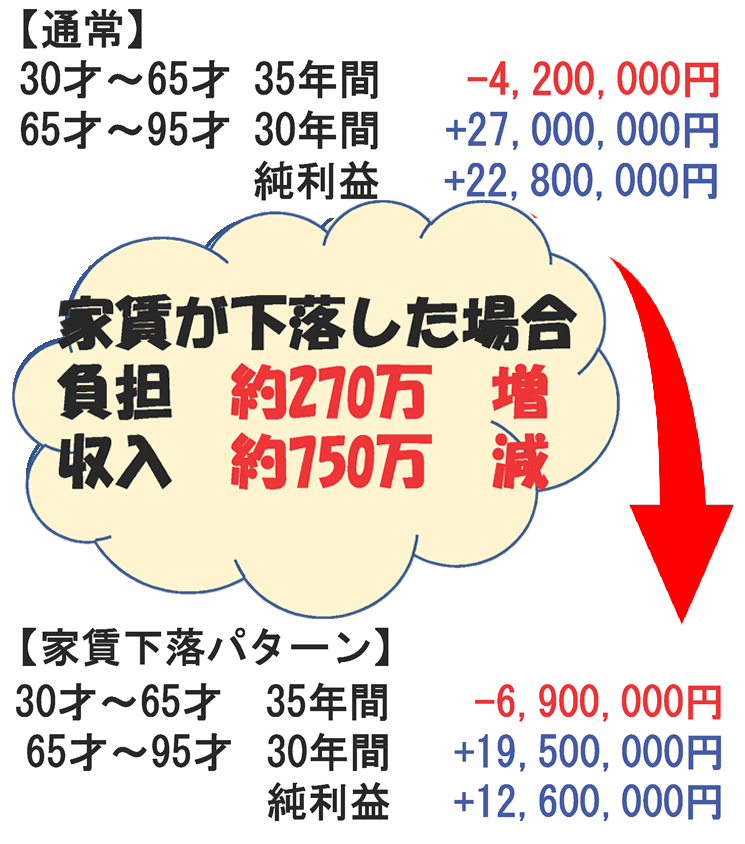 【通常】
30才～65才 35年間 -4,200,000円
65才～95才 30年間 +27,000,000円
純利益 +22,800,000円
家賃が下落した場合
負担 約270万 増
収入 約750万 減
【家賃下落パターン】
30才～65才 35年間 -6,900,000円
65才～95才 30年間 +19,500,000円
純利益 +12,600,000円